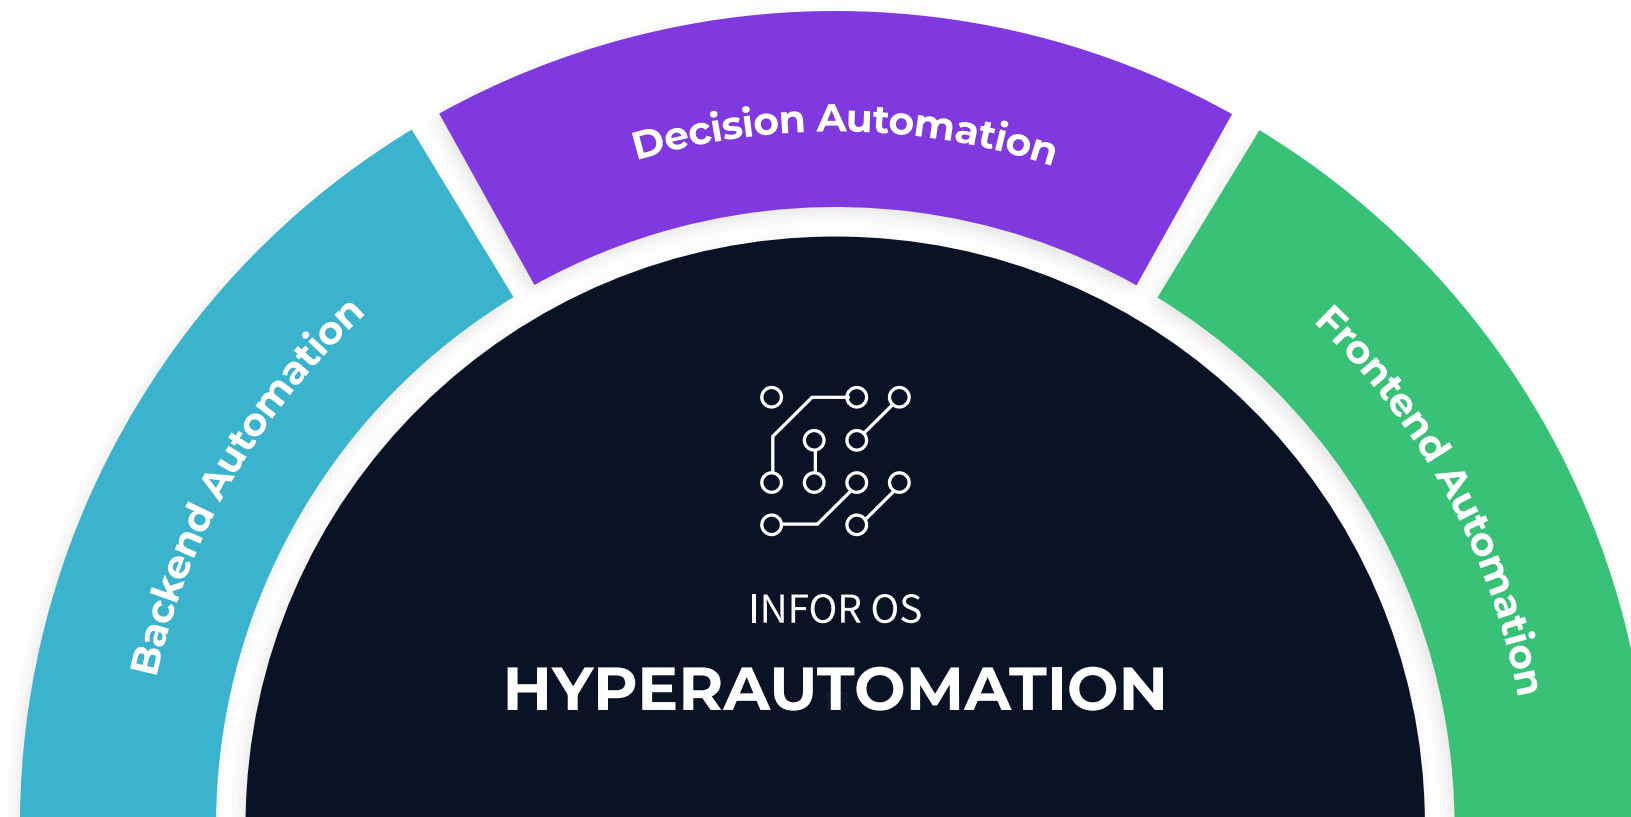 Decision Automation
Backend Automation
Frontend Automation
INFOR OS
HYPERAUTOMATION